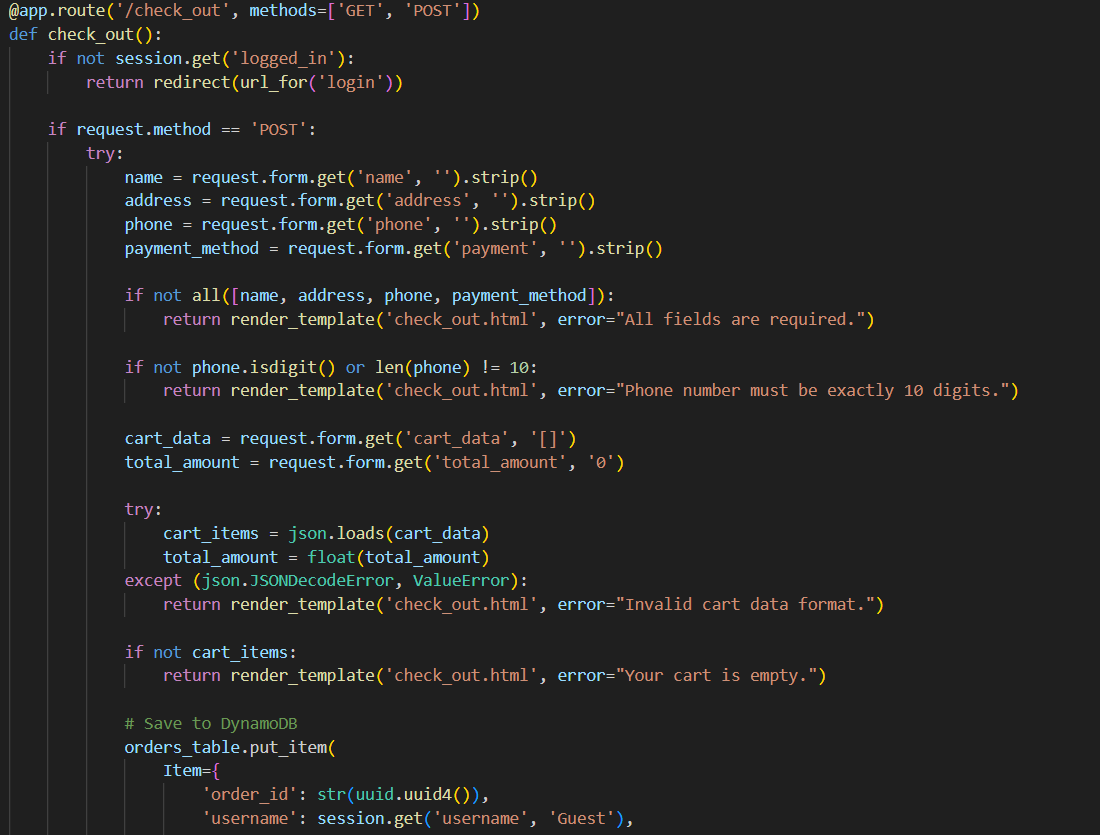 @app.route('/check_out', methods=['GET', 'POST'])
def check_out():
    if not session.get('logged_in'):
        return redirect(url_for('login'))

    if request.method == 'POST':
        try:
            name = request.form.get('name', '').strip()
            address = request.form.get('address', '').strip()
            phone = request.form.get('phone', '').strip()
            payment_method = request.form.get('payment', '').strip()

            if not all([name, address, phone, payment_method]):
                return render_template('check_out.html', error="All fields are required.")

            if not phone.isdigit() or len(phone) != 10:
                return render_template('check_out.html', error="Phone number must be exactly 10 digits.")

            cart_data = request.form.get('cart_data', '[]')
            total_amount = request.form.get('total_amount', '0')

            try:
                cart_items = json.loads(cart_data)
                total_amount = float(total_amount)
            except (json.JSONDecodeError, ValueError):
                return render_template('check_out.html', error="Invalid cart data format.")

            if not cart_items:
                return render_template('check_out.html', error="Your cart is empty.")

            # Save to DynamoDB
            orders_table.put_item(
                Item={
                    'order_id': str(uuid.uuid4()),
                    'username': session.get('username', 'Guest'),